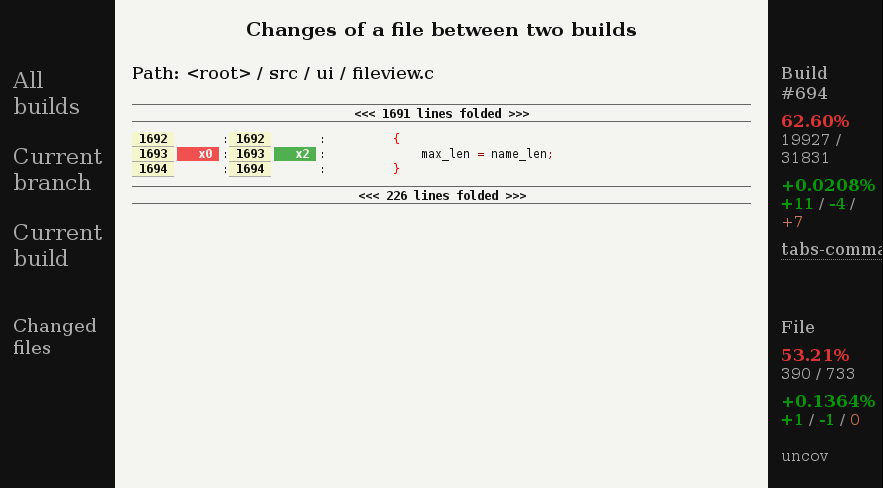 Changes of a file between two builds
All
builds
Current
branch
Current
build
Changed
files
Path: <root> / src / ui / fileview.c
<<< 1691 lines folded >>>
1692 : 1692 : {
1693 x0 : 1693 x2 : max_len = name_len;
1694 : 1694 : }
<<< 226 lines folded >>>
Build
#694
62.60%
19927 /
31831
+0.0208%
+11 / -4 /
+7
tabs-comma
File
53.21%
390 / 733
+0.1364%
+1 / -1 / 0
uncov